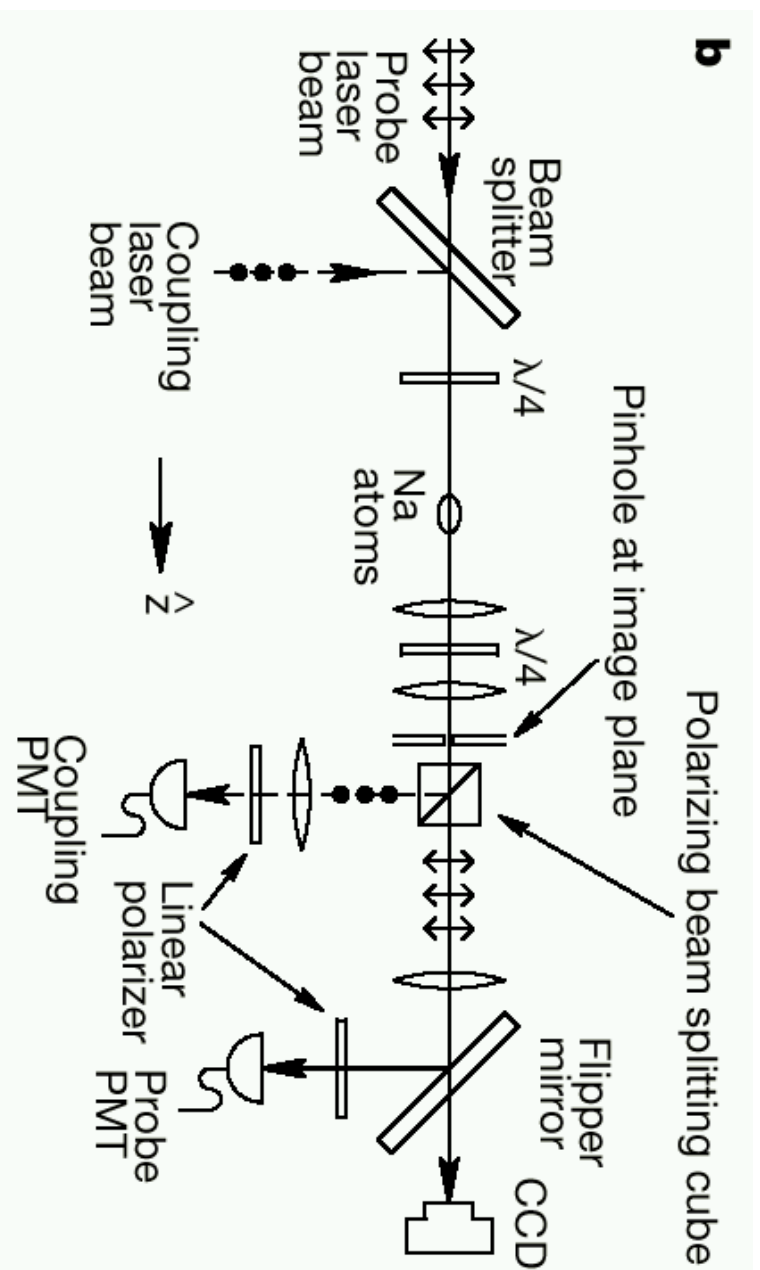 b
Polarizing beam splitting cube
Pinhole at image plane
Beam
splitter
λ/4
λ/4
Flipper
mirror
CCD
Probe
laser
beam
Na
atoms
Coupling
laser
beam
ẑ
Linear
polarizer
Coupling
PMT
Probe
PMT